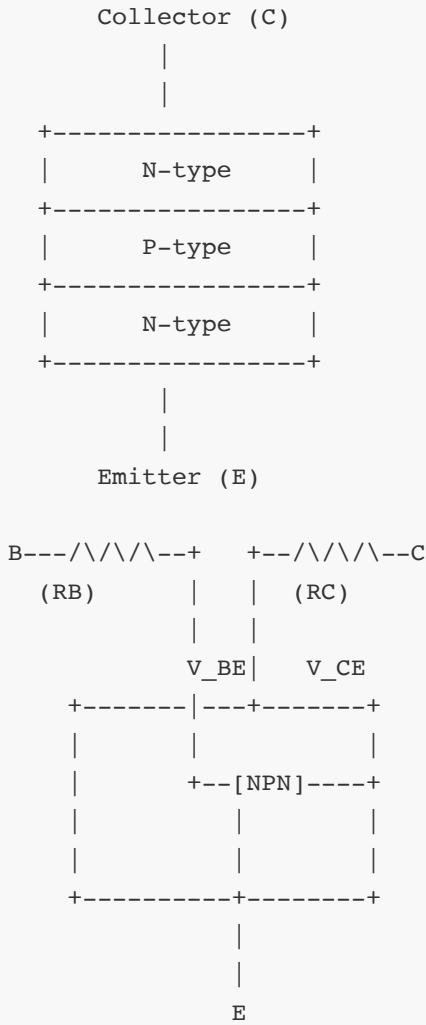 Collector (C)
N-type
P-type
N-type
Emitter (E)
B---/\/\/\--+   +--/\/\/\--C
(RB)   (RC)
V_BE|   V_CE
+--[NPN]----+
E